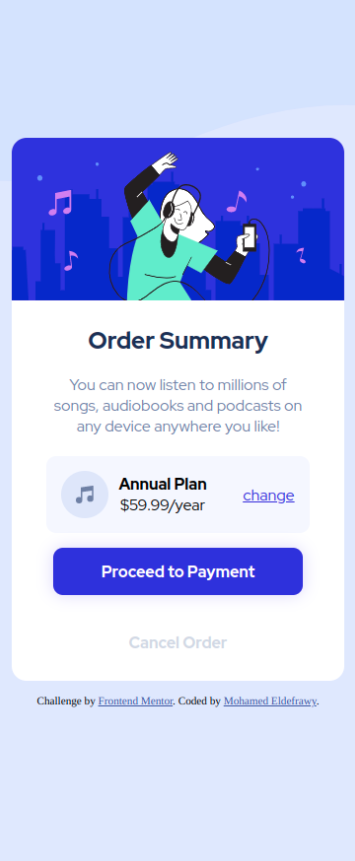 Order Summary
You can now listen to millions of
songs, audiobooks and podcasts on
any device anywhere you like!
Annual Plan
$59.99/year
change
Proceed to Payment
Cancel Order
Challenge by Frontend Mentor. Coded by Mohamed Eldefrawy.